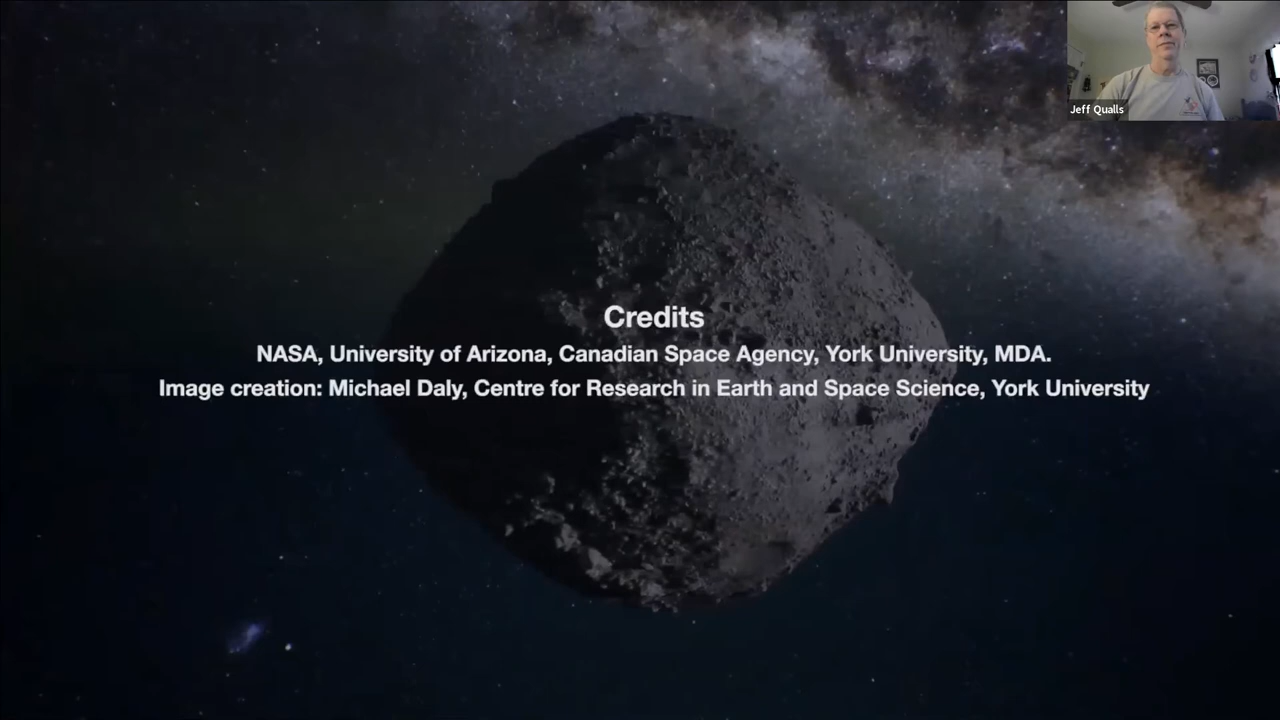 Jeff Qualls
Credits
NASA, University of Arizona, Canadian Space Agency, York University, MDA.
Image creation: Michael Daly, Centre for Research in Earth and Space Science, York University